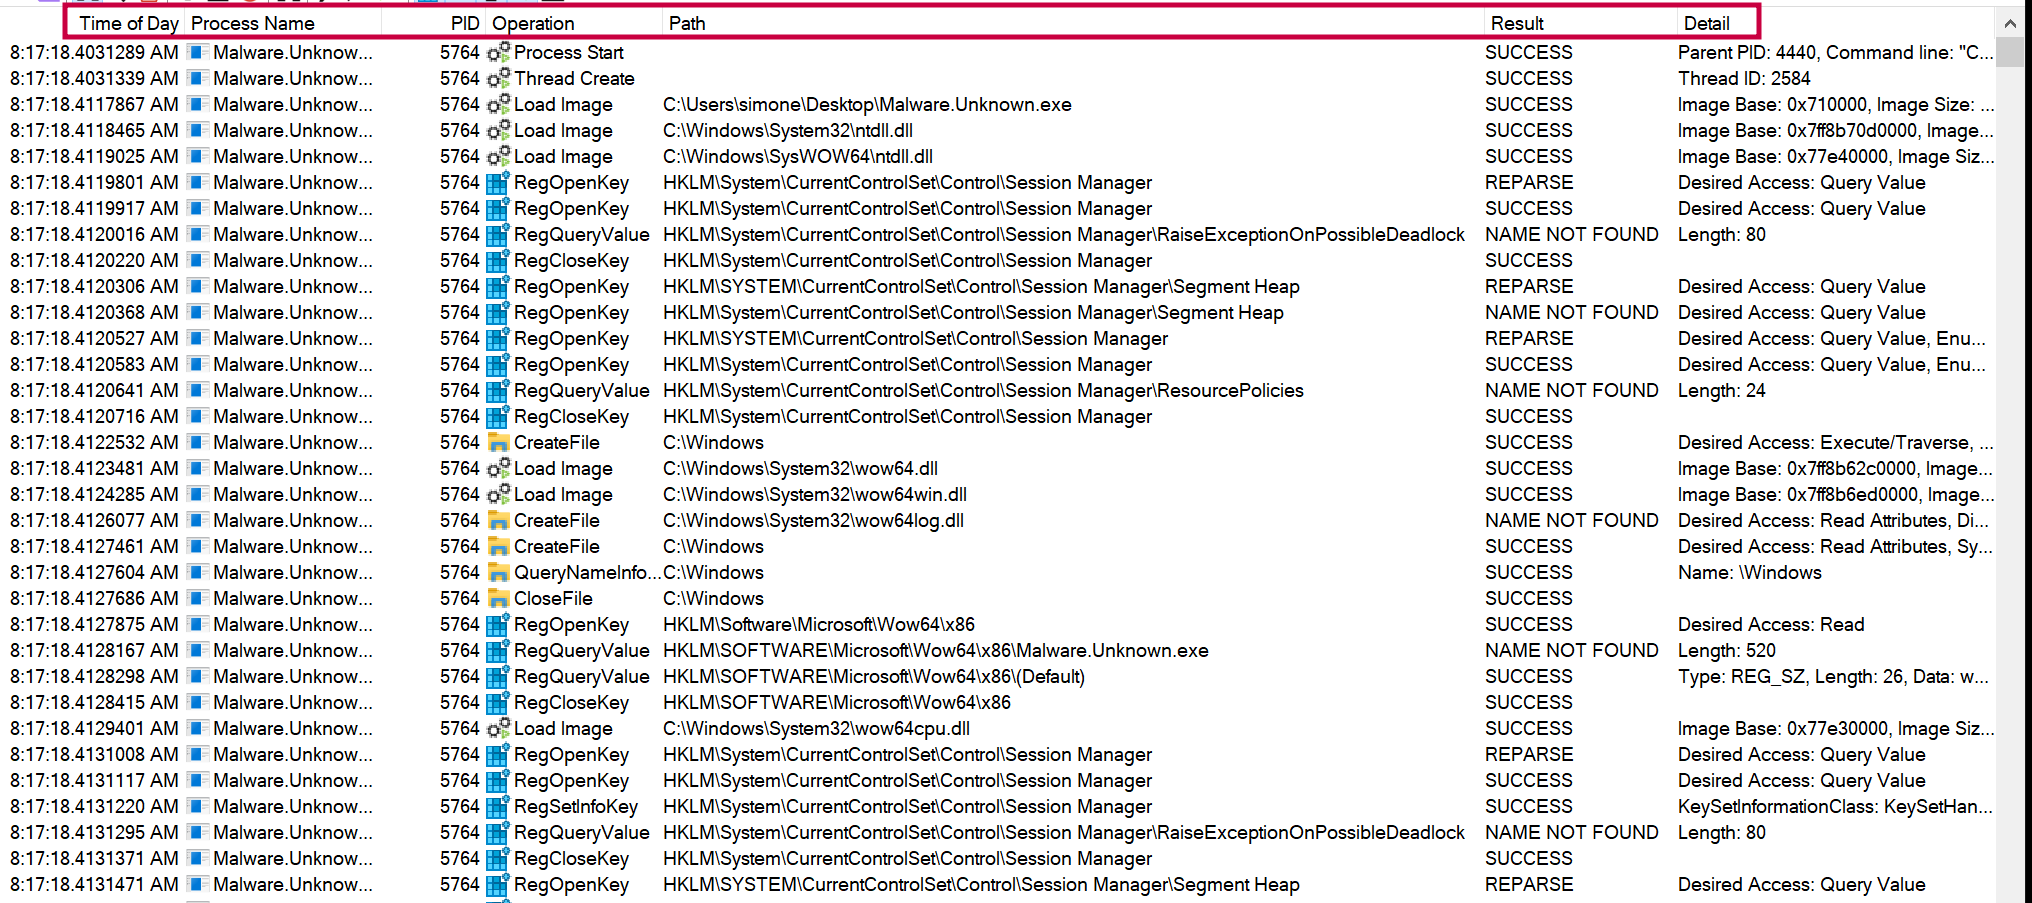 Time of Day Process Name PID Operation Path Result Detail
8:17:18.4031289 AM Malware.Unknow... 5764 Process Start SUCCESS Parent PID: 4440, Command line: "C...
8:17:18.4031339 AM Malware.Unknow... 5764 Thread Create SUCCESS Thread ID: 2584
8:17:18.4117867 AM Malware.Unknow... 5764 Load Image C:\Users\simone\Desktop\Malware.Unknown.exe SUCCESS Image Base: 0x710000, Image Size: ...
8:17:18.4118465 AM Malware.Unknow... 5764 Load Image C:\Windows\System32\ntdll.dll SUCCESS Image Base: 0x7ff8b70d0000, Image...
8:17:18.4119025 AM Malware.Unknow... 5764 Load Image C:\Windows\SysWOW64\ntdll.dll SUCCESS Image Base: 0x77e40000, Image Siz...
8:17:18.4119801 AM Malware.Unknow... 5764 RegOpenKey HKLM\System\CurrentControlSet\Control\Session Manager REPARSE Desired Access: Query Value
8:17:18.4119917 AM Malware.Unknow... 5764 RegOpenKey HKLM\System\CurrentControlSet\Control\Session Manager SUCCESS Desired Access: Query Value
8:17:18.4120016 AM Malware.Unknow... 5764 RegQueryValue HKLM\System\CurrentControlSet\Control\Session Manager\RaiseExceptionOnPossibleDeadlock NAME NOT FOUND Length: 80
8:17:18.4120220 AM Malware.Unknow... 5764 RegCloseKey HKLM\System\CurrentControlSet\Control\Session Manager SUCCESS
8:17:18.4120306 AM Malware.Unknow... 5764 RegOpenKey HKLM\SYSTEM\CurrentControlSet\Control\Session Manager\Segment Heap REPARSE Desired Access: Query Value
8:17:18.4120368 AM Malware.Unknow... 5764 RegOpenKey HKLM\System\CurrentControlSet\Control\Session Manager\Segment Heap NAME NOT FOUND Desired Access: Query Value
8:17:18.4120527 AM Malware.Unknow... 5764 RegOpenKey HKLM\SYSTEM\CurrentControlSet\Control\Session Manager REPARSE Desired Access: Query Value, Enu...
8:17:18.4120583 AM Malware.Unknow... 5764 RegOpenKey HKLM\System\CurrentControlSet\Control\Session Manager SUCCESS Desired Access: Query Value, Enu...
8:17:18.4120641 AM Malware.Unknow... 5764 RegQueryValue HKLM\System\CurrentControlSet\Control\Session Manager\ResourcePolicies NAME NOT FOUND Length: 24
8:17:18.4120716 AM Malware.Unknow... 5764 RegCloseKey HKLM\System\CurrentControlSet\Control\Session Manager SUCCESS
8:17:18.4122532 AM Malware.Unknow... 5764 CreateFile C:\Windows SUCCESS Desired Access: Execute/Traverse, ...
8:17:18.4123481 AM Malware.Unknow... 5764 Load Image C:\Windows\System32\wow64.dll SUCCESS Image Base: 0x7ff8b62c0000, Image...
8:17:18.4124285 AM Malware.Unknow... 5764 Load Image C:\Windows\System32\wow64win.dll SUCCESS Image Base: 0x7ff8b6ed0000, Image...
8:17:18.4126077 AM Malware.Unknow... 5764 CreateFile C:\Windows\System32\wow64log.dll NAME NOT FOUND Desired Access: Read Attributes, Di...
8:17:18.4127461 AM Malware.Unknow... 5764 CreateFile C:\Windows SUCCESS Desired Access: Read Attributes, Sy...
8:17:18.4127604 AM Malware.Unknow... 5764 QueryNameInfo... C:\Windows SUCCESS Name: \Windows
8:17:18.4127686 AM Malware.Unknow... 5764 CloseFile C:\Windows SUCCESS
8:17:18.4127875 AM Malware.Unknow... 5764 RegOpenKey HKLM\Software\Microsoft\Wow64\x86 SUCCESS Desired Access: Read
8:17:18.4128167 AM Malware.Unknow... 5764 RegQueryValue HKLM\SOFTWARE\Microsoft\Wow64\x86\Malware.Unknown.exe NAME NOT FOUND Length: 520
8:17:18.4128298 AM Malware.Unknow... 5764 RegQueryValue HKLM\SOFTWARE\Microsoft\Wow64\x86\(Default) SUCCESS Type: REG_SZ, Length: 26, Data: w...
8:17:18.4128415 AM Malware.Unknow... 5764 RegCloseKey HKLM\SOFTWARE\Microsoft\Wow64\x86 SUCCESS
8:17:18.4129401 AM Malware.Unknow... 5764 Load Image C:\Windows\System32\wow64cpu.dll SUCCESS Image Base: 0x77e30000, Image Siz...
8:17:18.4131008 AM Malware.Unknow... 5764 RegOpenKey HKLM\System\CurrentControlSet\Control\Session Manager REPARSE Desired Access: Query Value
8:17:18.4131117 AM Malware.Unknow... 5764 RegOpenKey HKLM\System\CurrentControlSet\Control\Session Manager SUCCESS Desired Access: Query Value
8:17:18.4131220 AM Malware.Unknow... 5764 RegSetInfoKey HKLM\System\CurrentControlSet\Control\Session Manager SUCCESS KeySetInformationClass: KeySetHan...
8:17:18.4131295 AM Malware.Unknow... 5764 RegQueryValue HKLM\System\CurrentControlSet\Control\Session Manager\RaiseExceptionOnPossibleDeadlock NAME NOT FOUND Length: 80
8:17:18.4131371 AM Malware.Unknow... 5764 RegCloseKey HKLM\System\CurrentControlSet\Control\Session Manager SUCCESS
8:17:18.4131471 AM Malware.Unknow... 5764 RegOpenKey HKLM\SYSTEM\CurrentControlSet\Control\Session Manager\Segment Heap REPARSE Desired Access: Query Value